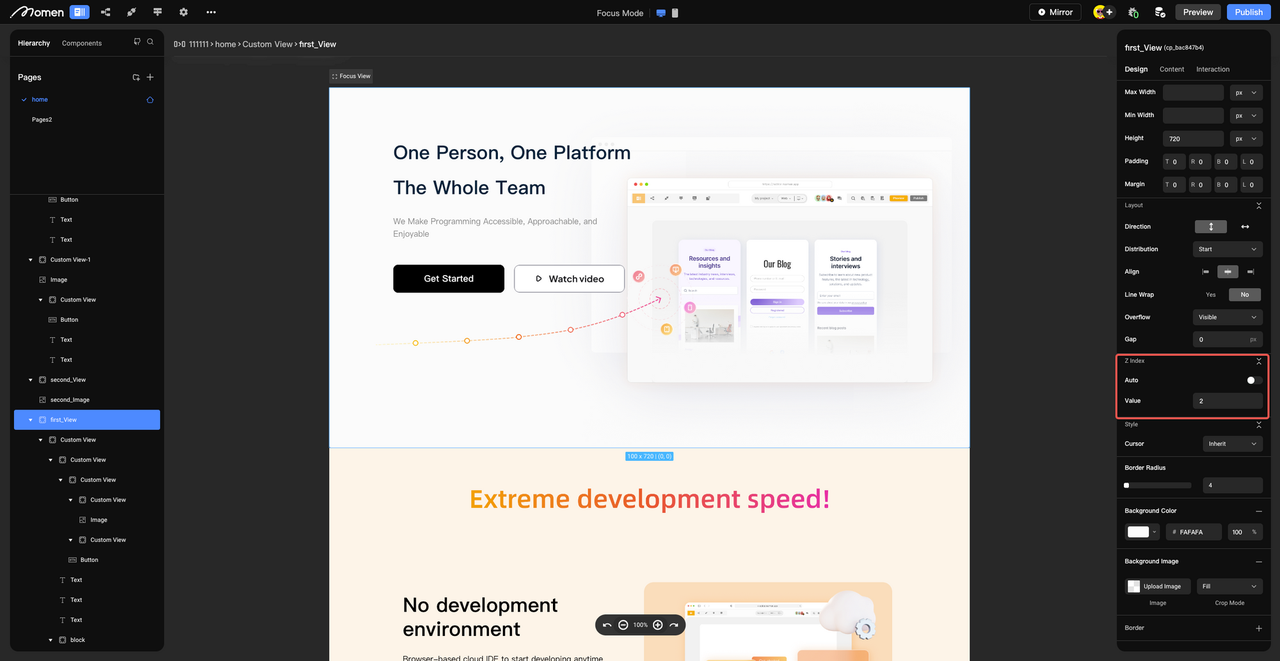 Momen
Focus Mode
Mirror
Preview
Publish
Hierarchy
Components
Pages
home
Pages2
Button
Text
Text
Custom View-1
Image
Custom View
Button
Text
Text
second_View
second_Image
first_View
Custom View
Custom View
Custom View
Custom View
Image
Custom View
Button
Text
Text
Text
block
111111 › home › Custom View › first_View
Focus View
One Person, One Platform
The Whole Team
We Make Programming Accessible, Approachable, and
Enjoyable
Get Started
Watch video
Resources and
insights
Our Blog
Stories and
interviews
100 x 720 | (0, 0)
Extreme development speed!
No development
environment
Browser-based cloud IDE to start developing anytime
100%
first_View (cp_bac847b4)
Design
Content
Interaction
Max Width
px
Min Width
px
Height
720
px
Padding
T 0
R 0
B 0
L 0
Margin
T 0
R 0
B 0
L 0
Layout
Direction
Distribution
Start
Align
Line Wrap
Yes
No
Overflow
Visible
Gap
0
px
Z Index
Auto
Value
2
Style
Cursor
Inherit
Border Radius
4
Background Color
# FAFAFA
100 %
Background Image
Upload Image
Fill
Image
Crop Mode
Border